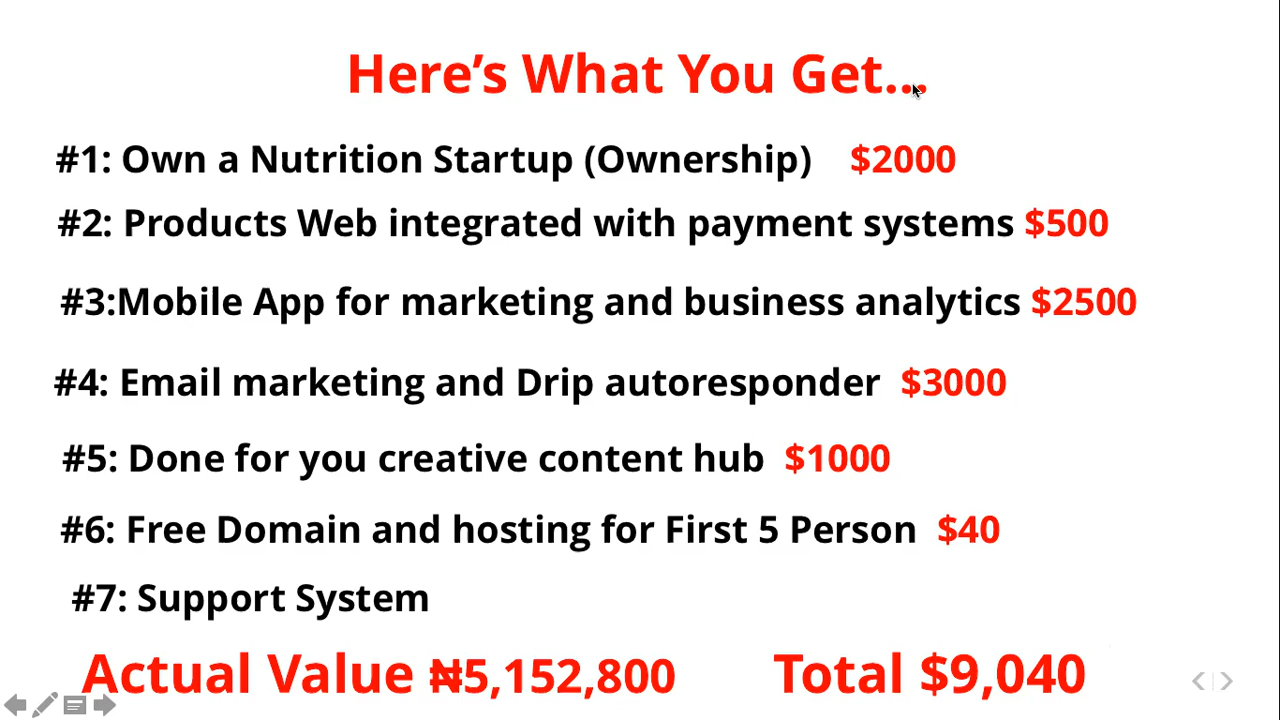 Here’s What You Get...
#1: Own a Nutrition Startup (Ownership) $2000
#2: Products Web integrated with payment systems $500
#3:Mobile App for marketing and business analytics $2500
#4: Email marketing and Drip autoresponder $3000
#5: Done for you creative content hub $1000
#6: Free Domain and hosting for First 5 Person $40
#7: Support System
Actual Value ₦5,152,800 Total $9,040